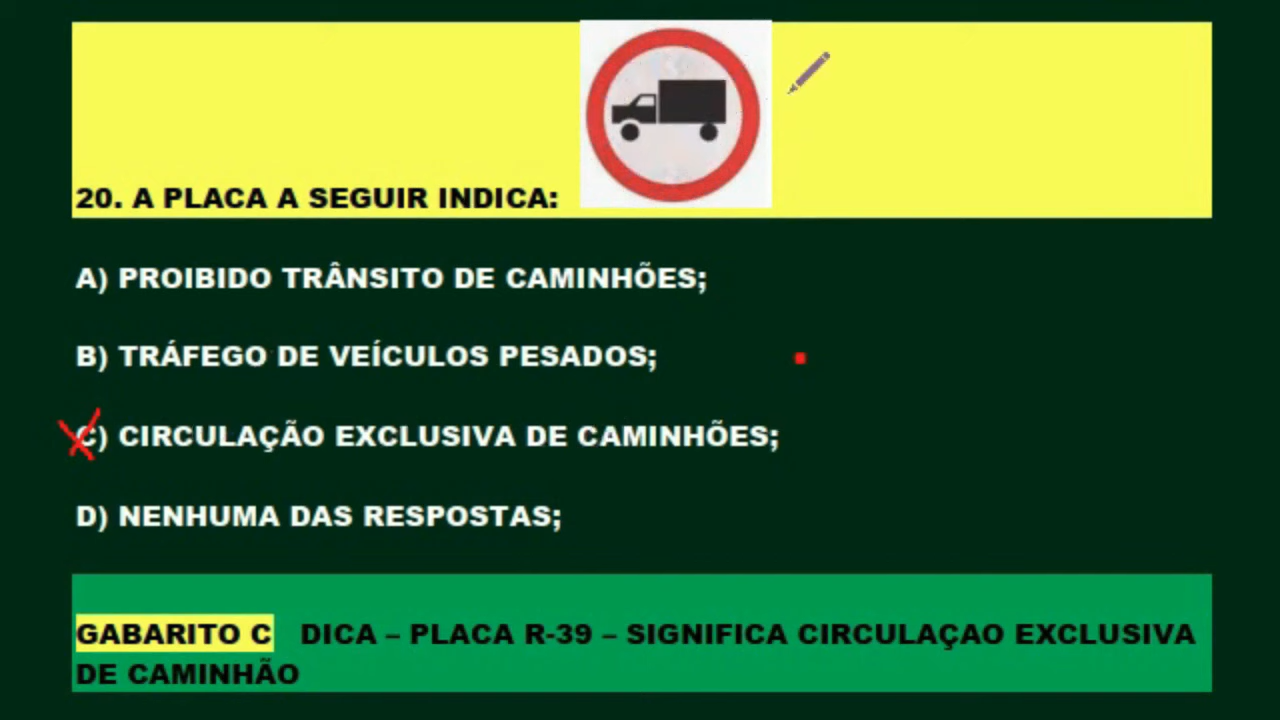 20. A PLACA A SEGUIR INDICA:
A) PROIBIDO TRÂNSITO DE CAMINHÕES;
B) TRÁFEGO DE VEÍCULOS PESADOS;
C) CIRCULAÇÃO EXCLUSIVA DE CAMINHÕES;
D) NENHUMA DAS RESPOSTAS;
GABARITO C DICA – PLACA R-39 – SIGNIFICA CIRCULAÇAO EXCLUSIVA
DE CAMINHÃO